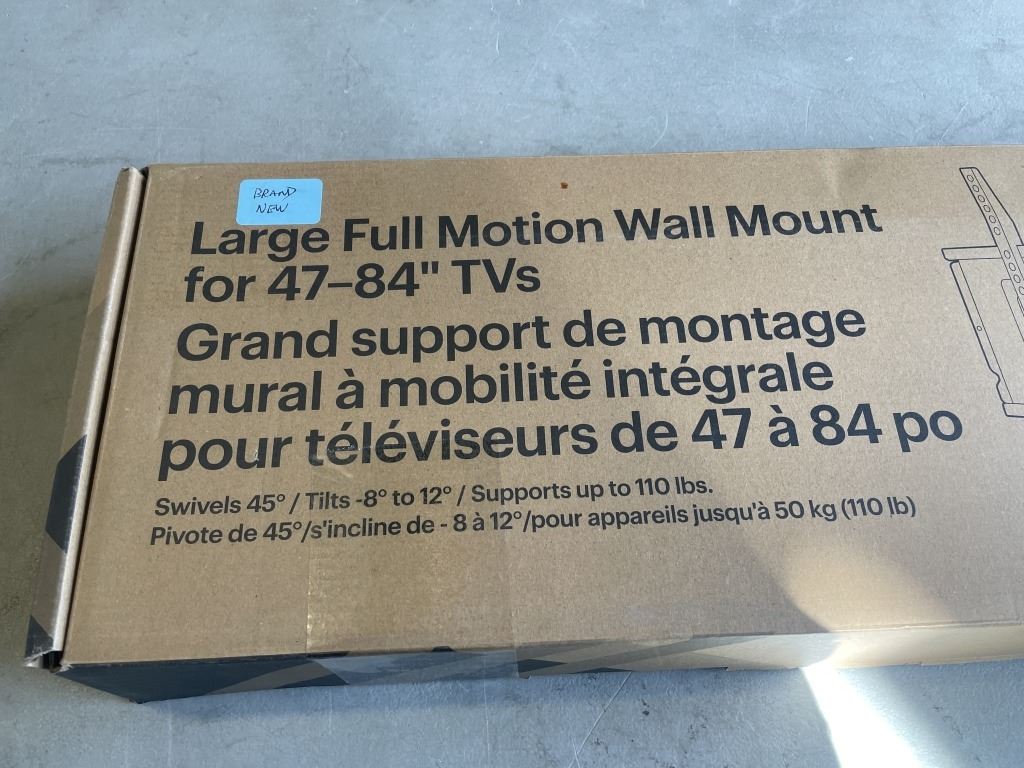 BRAND
NEW
Large Full Motion Wall Mount
for 47–84" TVs
Grand support de montage
mural à mobilité intégrale
pour téléviseurs de 47 à 84 po
Swivels 45° / Tilts -8° to 12° / Supports up to 110 lbs.
Pivote de 45°/s'incline de - 8 à 12°/pour appareils jusqu'à 50 kg (110 lb)